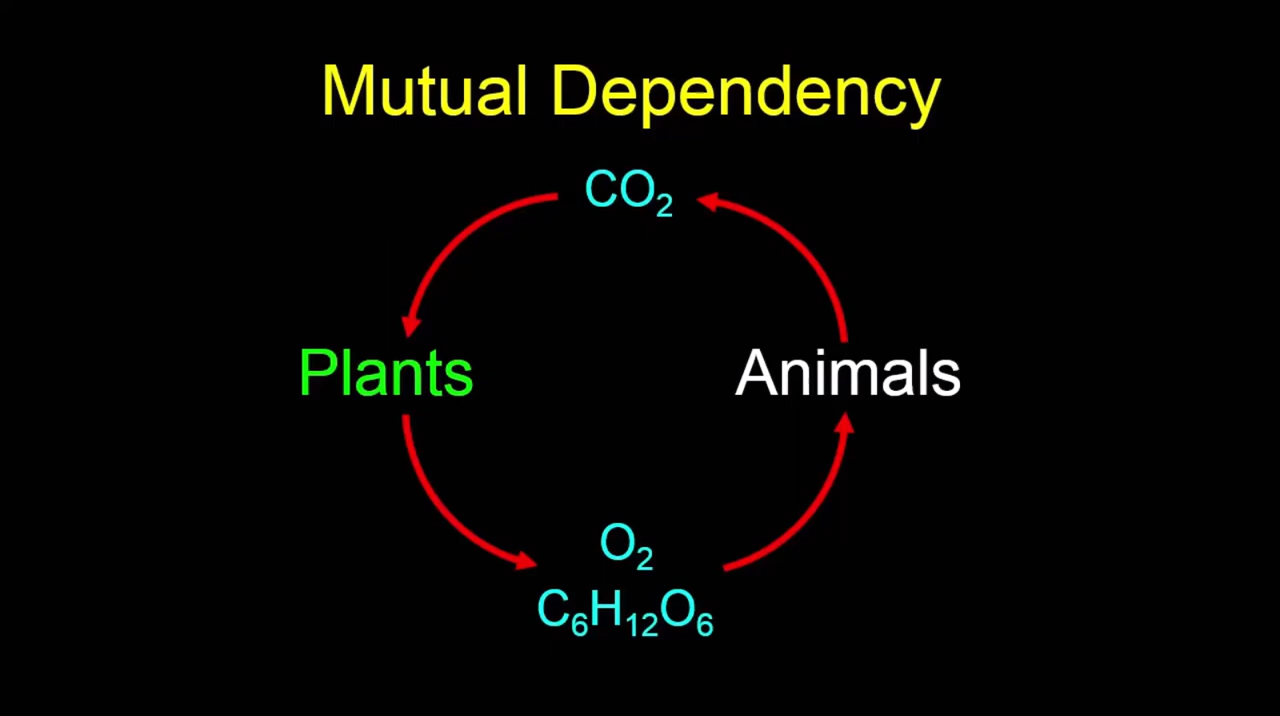 Mutual Dependency
CO₂
Plants
Animals
O₂
C₆H₁₂O₆